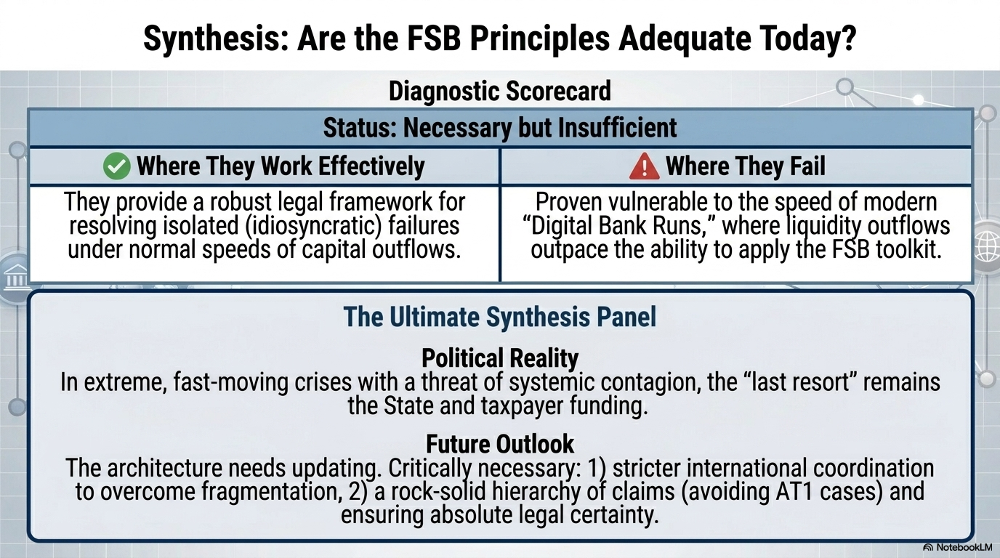 Synthesis: Are the FSB Principles Adequate Today?
Diagnostic Scorecard
Status: Necessary but Insufficient
Where They Work Effectively
They provide a robust legal framework for
resolving isolated (idiosyncratic) failures
under normal speeds of capital outflows.
Where They Fail
Proven vulnerable to the speed of modern
“Digital Bank Runs,” where liquidity outflows
outpace the ability to apply the FSB toolkit.
The Ultimate Synthesis Panel
Political Reality
In extreme, fast-moving crises with a threat of systemic contagion, the “last resort” remains
the State and taxpayer funding.
Future Outlook
The architecture needs updating. Critically necessary: 1) stricter international coordination
to overcome fragmentation, 2) a rock-solid hierarchy of claims (avoiding AT1 cases) and
ensuring absolute legal certainty.
NotebookLM